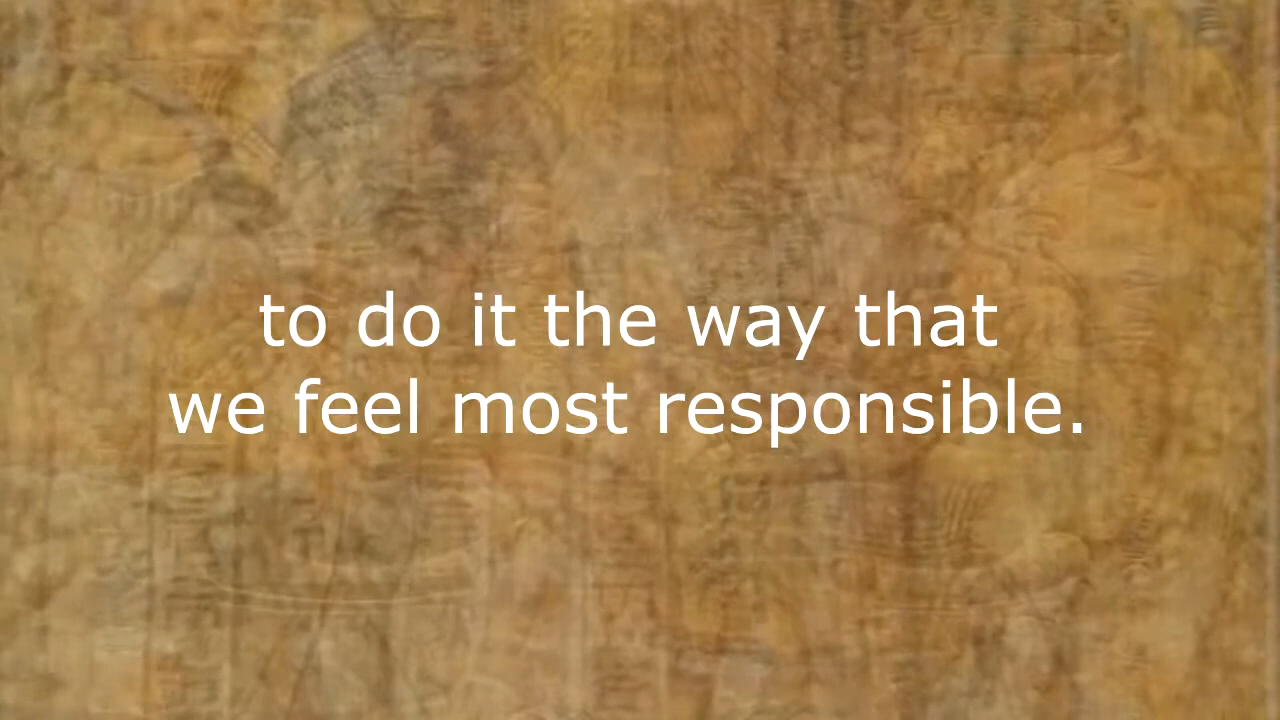 to do it the way that
we feel most responsible.